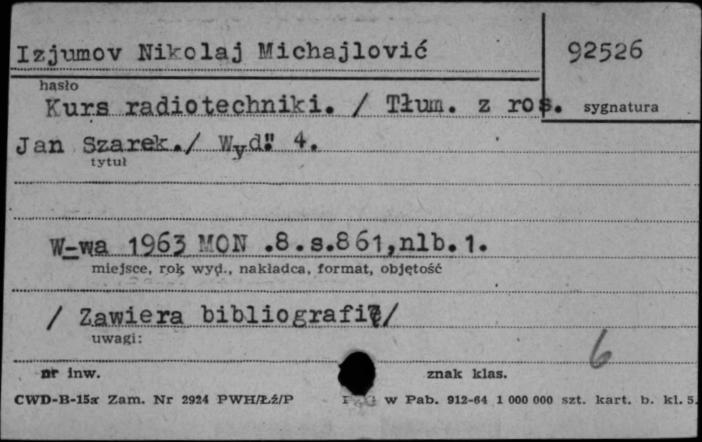 Izjumov Nikolaj Michajlović 92526
hasło
Kurs radiotechniki. / Tłum. z ros. sygnatura
Jan Szarek./ Wyd. 4.
tytuł
W-wa 1963 MON .8.s.861,nlb.1.
miejsce, rok wyd., nakładca, format, objętość
/ Zawiera bibliografię/
uwagi:
6
nr inw. znak klas.
CWD-B-15a Zam. Nr 2924 PWH/Łź/P w Pab. 912-64 1 000 000 szt. kart. b. kl. 5.